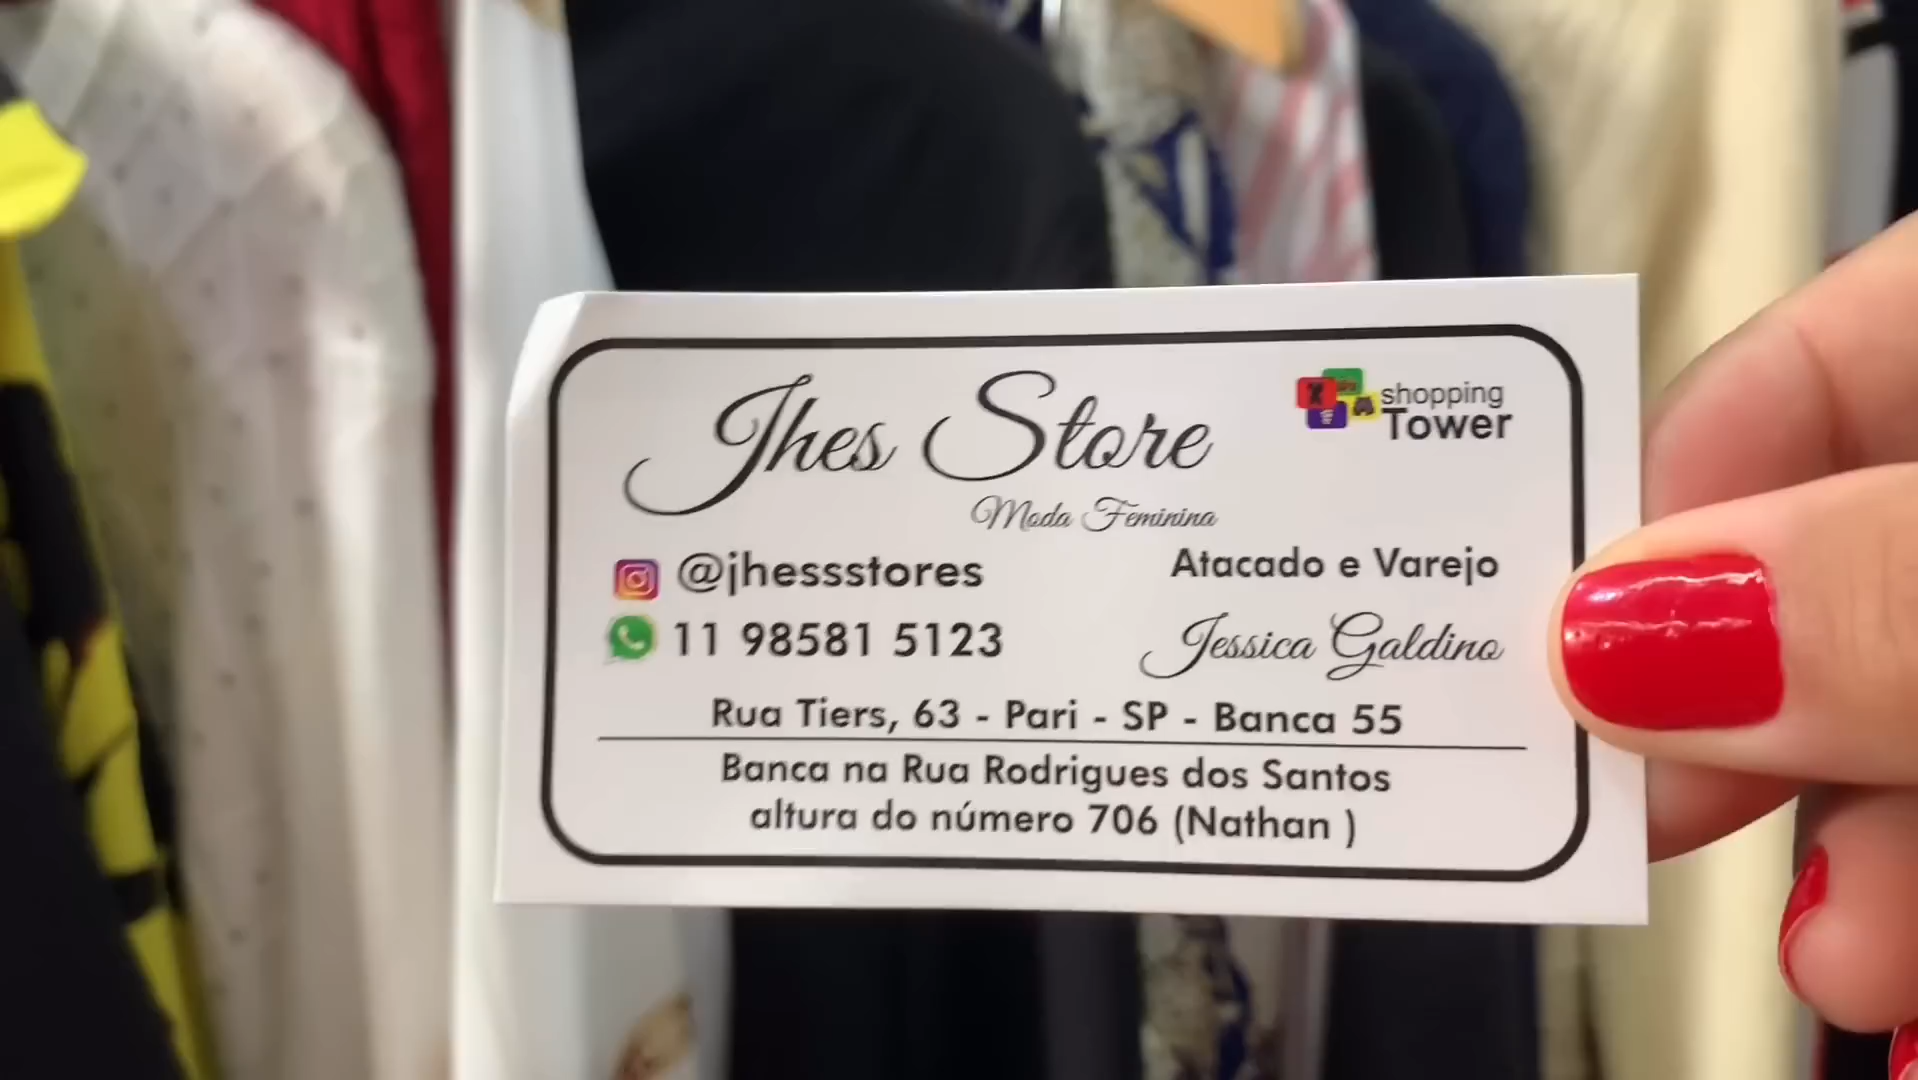 Jhes Store
shopping
Tower
Moda Feminina
@jhessstores
Atacado e Varejo
11 98581 5123
Jessica Galdino
Rua Tiers, 63 - Pari - SP - Banca 55
Banca na Rua Rodrigues dos Santos
altura do número 706 (Nathan )